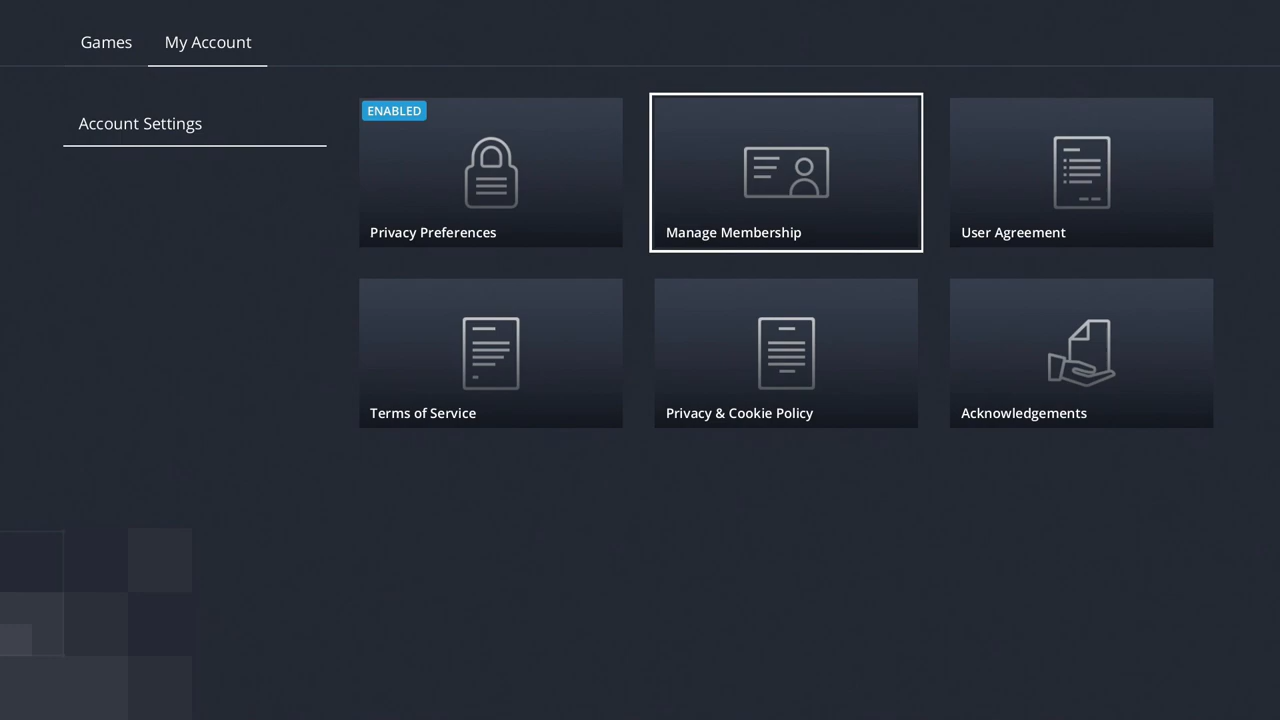 Games
My Account
Account Settings
ENABLED
Privacy Preferences
Manage Membership
User Agreement
Terms of Service
Privacy & Cookie Policy
Acknowledgements